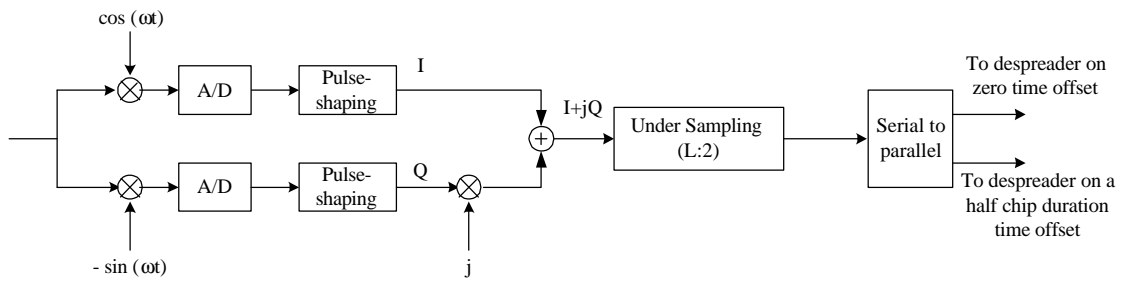 cos (ωt)
A/D
Pulse-
shaping
I
I+jQ
Under Sampling
(L:2)
Serial to
parallel
To despreader on
zero time offset
To despreader on a
half chip duration
time offset
A/D
Pulse-
shaping
Q
- sin (ωt)
j